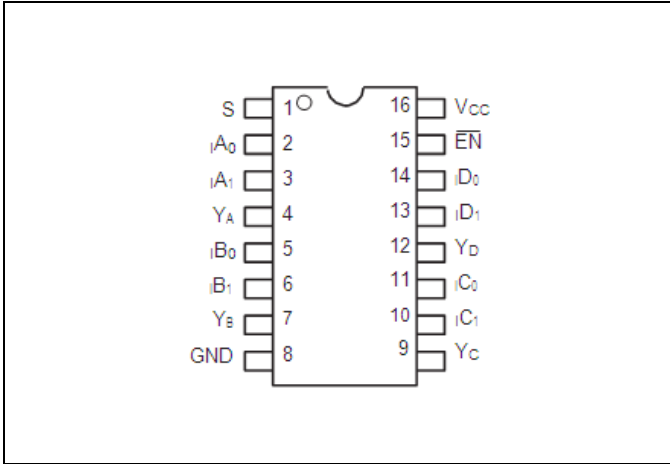 S 1 16 Vcc
IA0 2 15 E̅N̅
IA1 3 14 ID0
YA 4 13 ID1
IB0 5 12 YD
IB1 6 11 IC0
YB 7 10 IC1
GND 8 9 YC